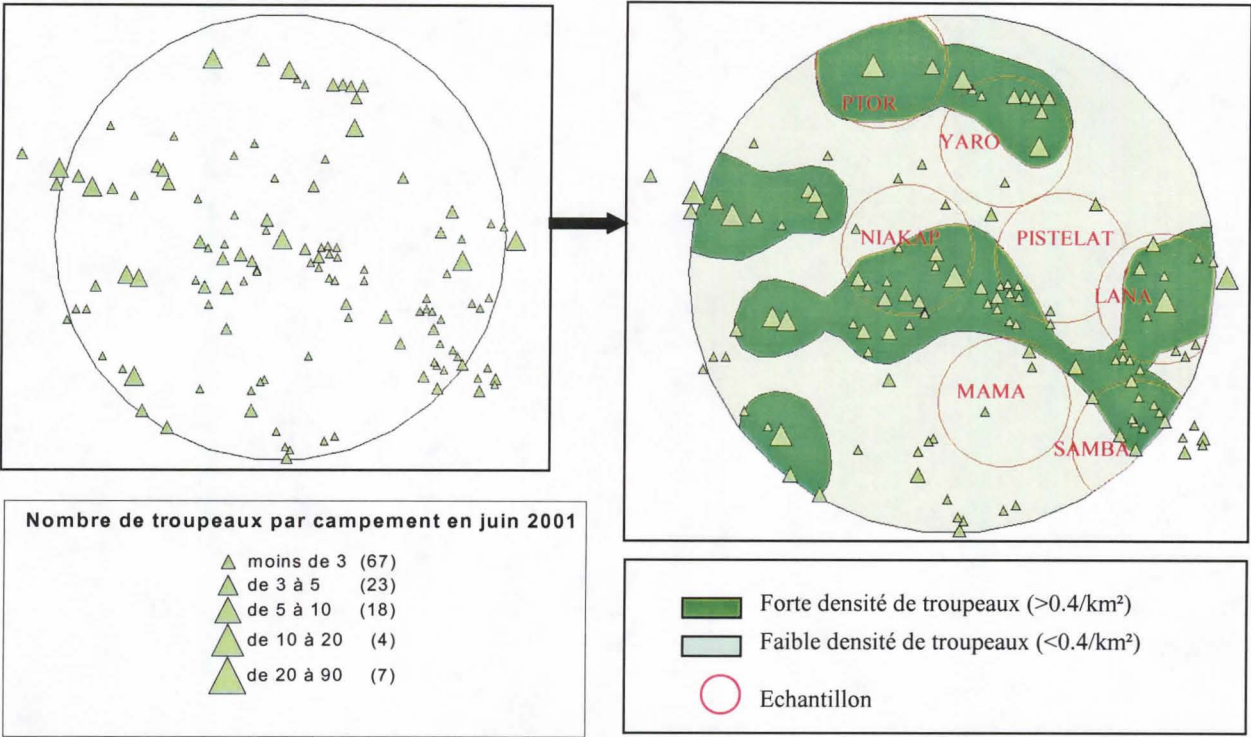 PIOR
YARO
NIAKAP
PISTELAT
LANA
MAMA
SAMBA
Nombre de troupeaux par campement en juin 2001
moins de 3 (67)
de 3 à 5 (23)
de 5 à 10 (18)
de 10 à 20 (4)
de 20 à 90 (7)
Forte densité de troupeaux (>0.4/km²)
Faible densité de troupeaux (<0.4/km²)
Echantillon